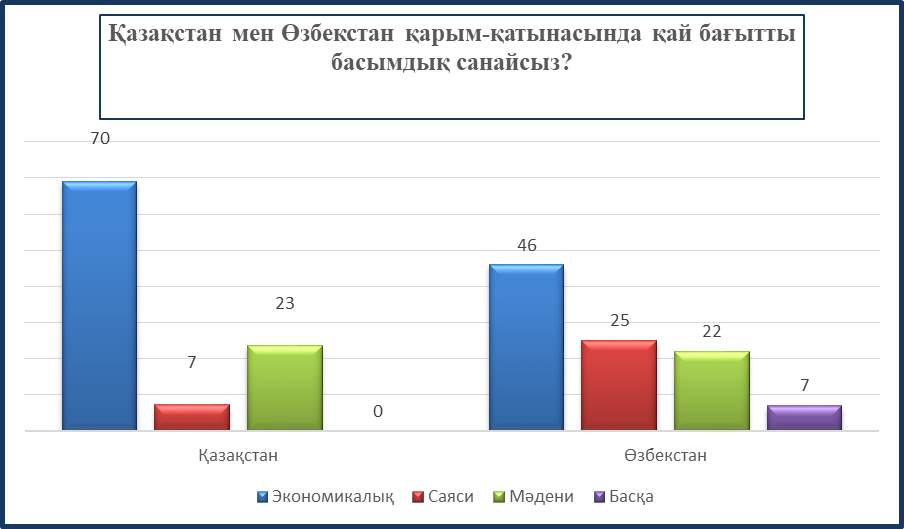 Қазақстан мен Өзбекстан қарым-қатынасында қай бағытты
басымдық санайсыз?
70
7
23
0
46
25
22
7
Қазақстан
Өзбекстан
Экономикалық
Саяси
Мәдени
Басқа